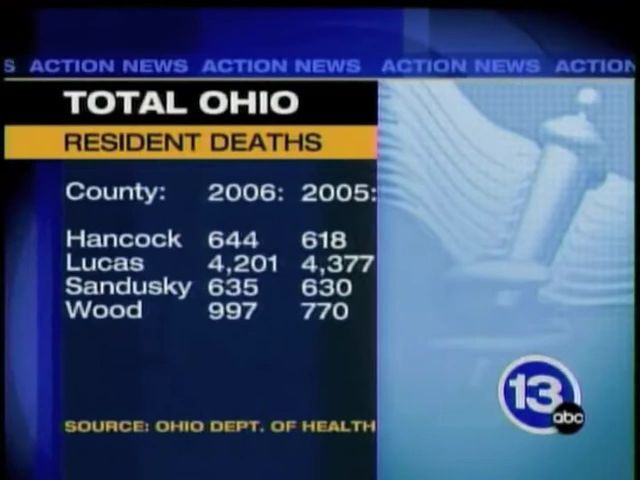 S ACTION NEWS ACTION NEWS ACTION NEWS ACTION
TOTAL OHIO
RESIDENT DEATHS
County: 2006: 2005:
Hancock 644 618
Lucas 4,201 4,377
Sandusky 635 630
Wood 997 770
SOURCE: OHIO DEPT. OF HEALTH
13
abc